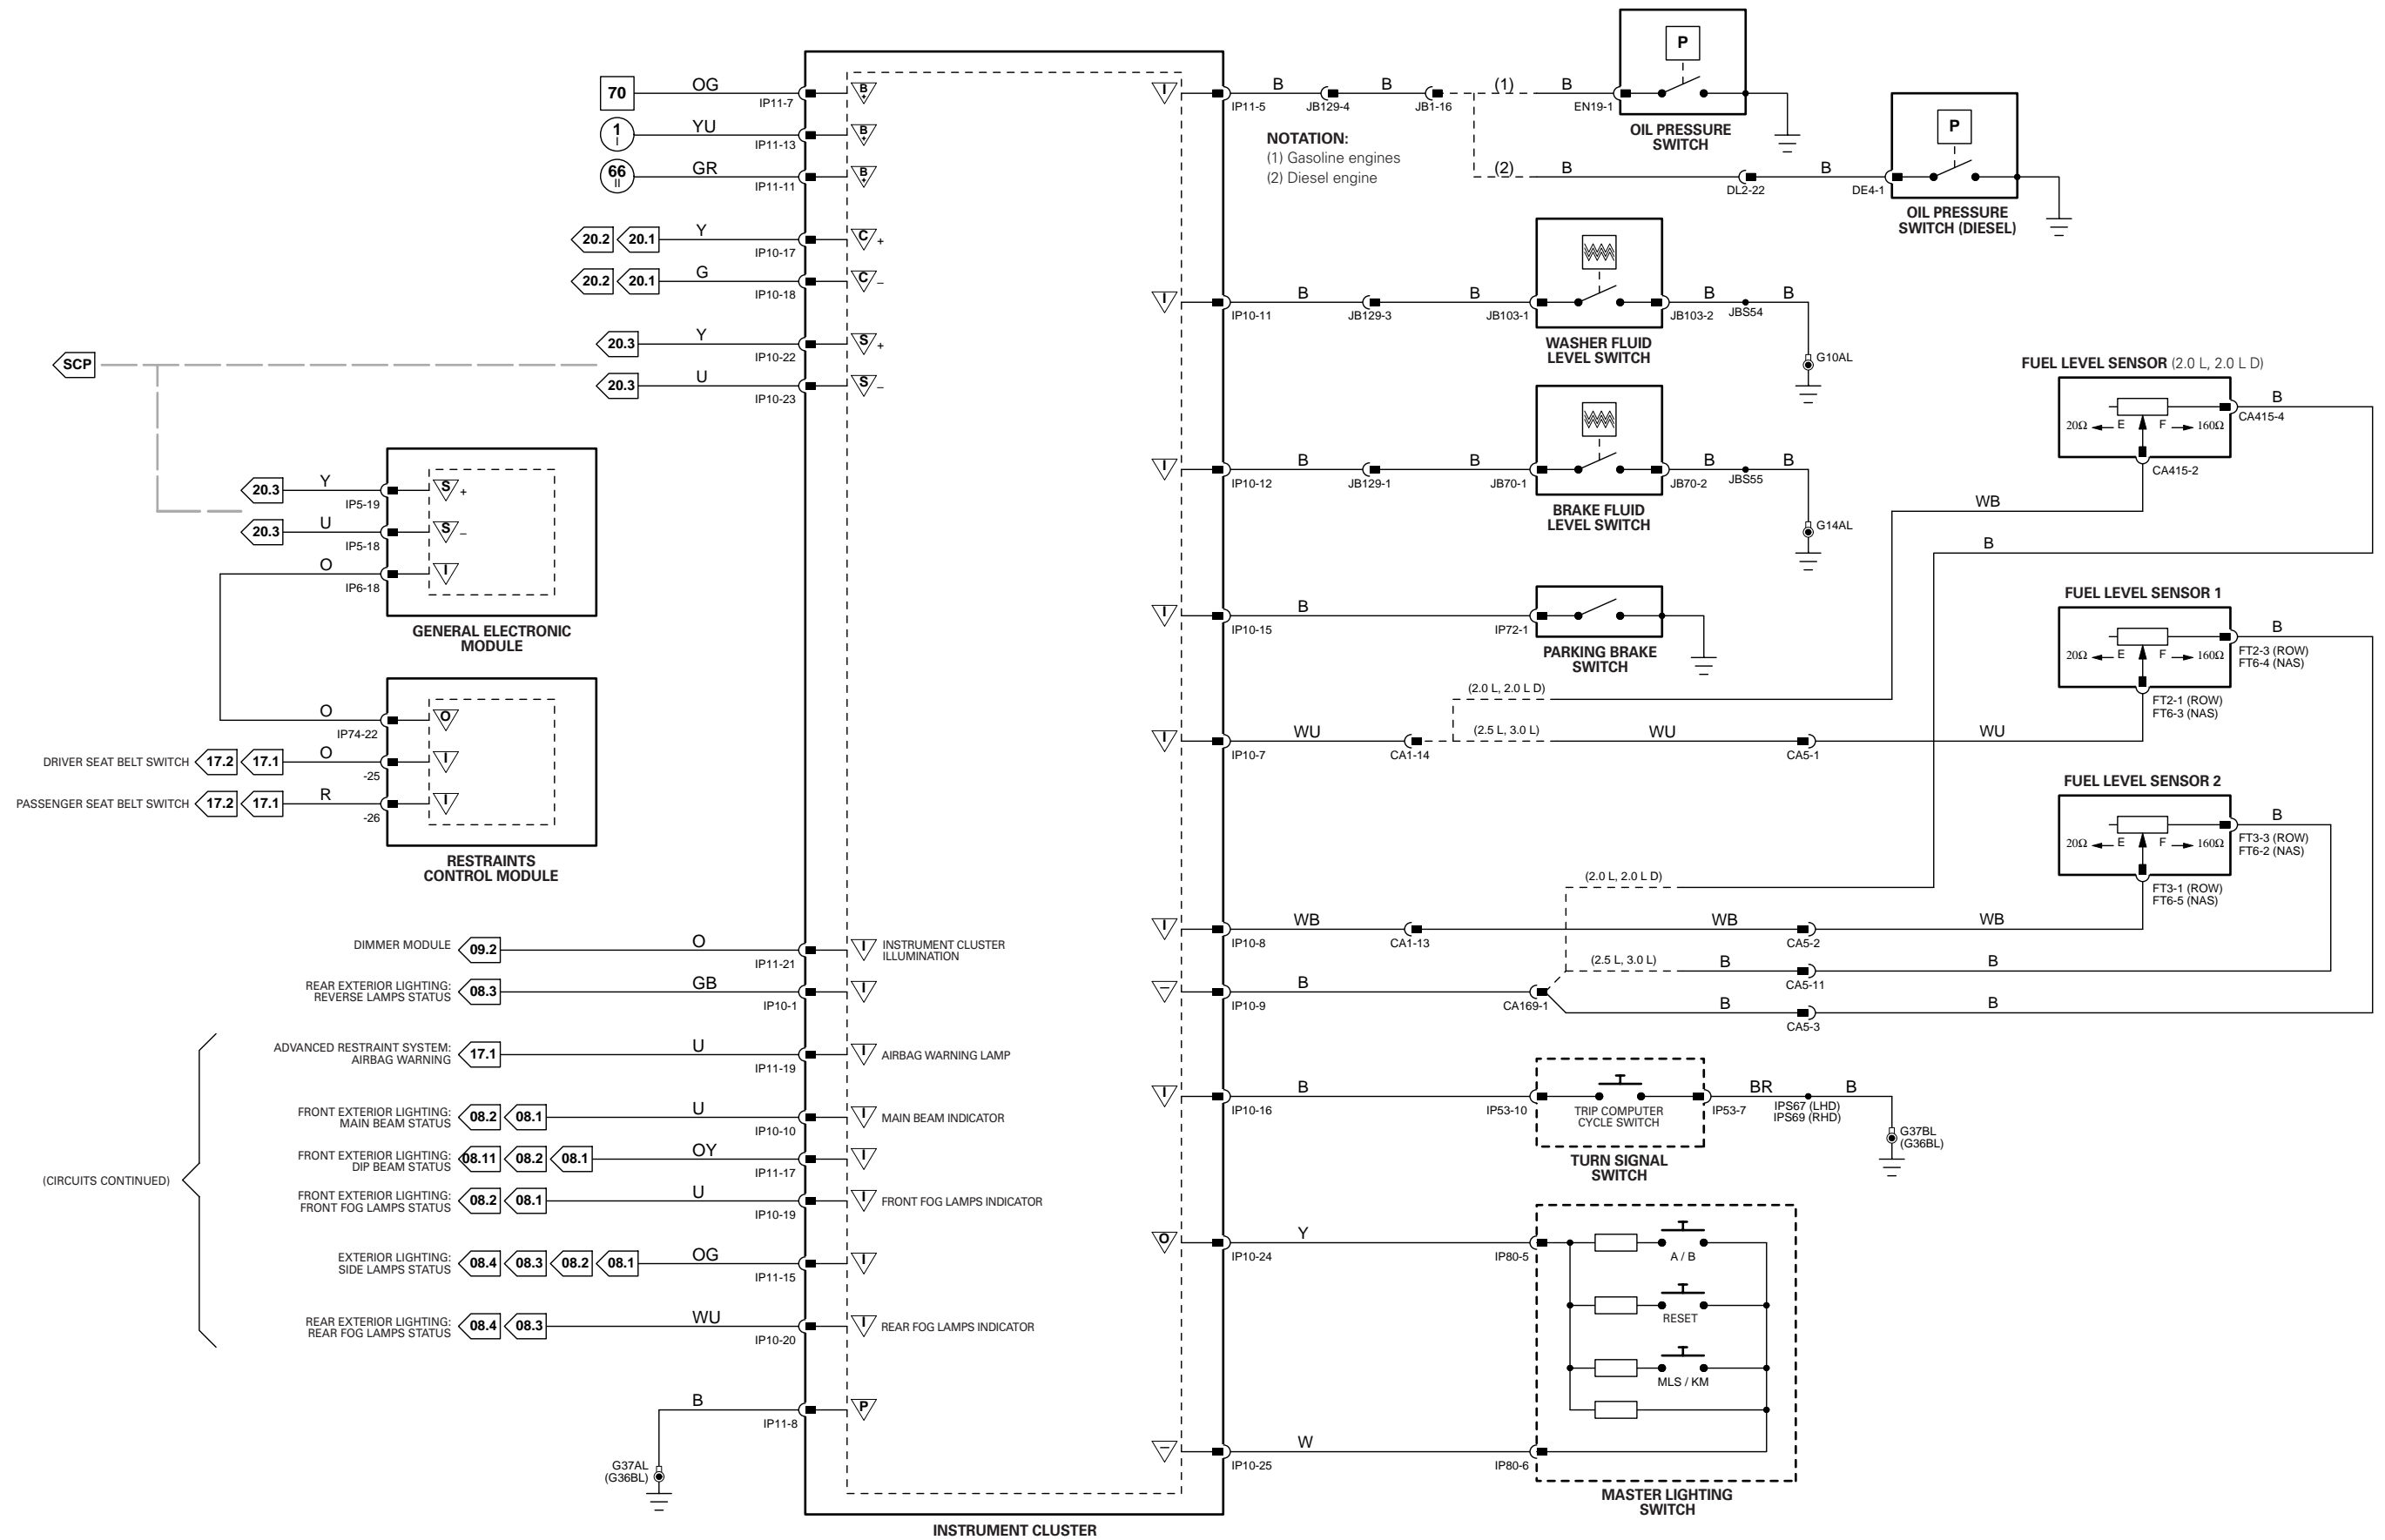 70
OG
IP11-7
B
+
1
I
YU
IP11-13
B
+
66
II
GR
IP11-11
B
+
20.2
20.1
Y
IP10-17
C
+
20.2
20.1
G
IP10-18
C
–
20.3
Y
IP10-22
S
+
SCP
20.3
U
IP10-23
S
–
20.3
Y
IP5-19
S
+
20.3
U
IP5-18
S
–
O
IP6-18
I
GENERAL ELECTRONIC
MODULE
O
IP74-22
O
DRIVER SEAT BELT SWITCH
17.2
17.1
O
-25
I
PASSENGER SEAT BELT SWITCH
17.2
17.1
R
-26
I
RESTRAINTS
CONTROL MODULE
DIMMER MODULE
09.2
O
IP11-21
I
INSTRUMENT CLUSTER
ILLUMINATION
REAR EXTERIOR LIGHTING:
REVERSE LAMPS STATUS
08.3
GB
IP10-1
I
(CIRCUITS CONTINUED)
ADVANCED RESTRAINT SYSTEM:
AIRBAG WARNING
17.1
U
IP11-19
I
AIRBAG WARNING LAMP
FRONT EXTERIOR LIGHTING:
MAIN BEAM STATUS
08.2
08.1
U
IP10-10
I
MAIN BEAM INDICATOR
FRONT EXTERIOR LIGHTING:
DIP BEAM STATUS
08.11
08.2
08.1
OY
IP11-17
I
FRONT EXTERIOR LIGHTING:
FRONT FOG LAMPS STATUS
08.2
08.1
U
IP10-19
I
FRONT FOG LAMPS INDICATOR
EXTERIOR LIGHTING:
SIDE LAMPS STATUS
08.4
08.3
08.2
08.1
OG
IP11-15
I
REAR EXTERIOR LIGHTING:
REAR FOG LAMPS STATUS
08.4
08.3
WU
IP10-20
I
REAR FOG LAMPS INDICATOR
B
IP11-8
P
G37AL
(G36BL)
INSTRUMENT CLUSTER
I
IP11-5
B
JB129-4
B
JB1-16
(1)
B
EN19-1
P
OIL PRESSURE
SWITCH
NOTATION:
(1) Gasoline engines
(2) Diesel engine
(2)
B
DL2-22
B
DE4-1
P
OIL PRESSURE
SWITCH (DIESEL)
I
IP10-11
B
JB129-3
B
JB103-1
JB103-2
B
JBS54
B
G10AL
WASHER FLUID
LEVEL SWITCH
I
IP10-12
B
JB129-1
B
JB70-1
JB70-2
B
JBS55
B
G14AL
BRAKE FLUID
LEVEL SWITCH
I
IP10-15
B
IP72-1
PARKING BRAKE
SWITCH
FUEL LEVEL SENSOR (2.0 L, 2.0 L D)
20Ω
E
F
160Ω
B
CA415-4
CA415-2
WB
B
FUEL LEVEL SENSOR 1
20Ω
E
F
160Ω
B
FT2-3 (ROW)
FT6-4 (NAS)
FT2-1 (ROW)
FT6-3 (NAS)
(2.0 L, 2.0 L D)
I
IP10-7
WU
CA1-14
(2.5 L, 3.0 L)
WU
CA5-1
WU
FUEL LEVEL SENSOR 2
20Ω
E
F
160Ω
B
FT3-3 (ROW)
FT6-2 (NAS)
FT3-1 (ROW)
FT6-5 (NAS)
(2.0 L, 2.0 L D)
I
IP10-8
WB
CA1-13
WB
CA5-2
WB
(2.5 L, 3.0 L)
B
CA5-11
B
–
IP10-9
B
CA169-1
B
CA5-3
B
I
IP10-16
B
IP53-10
TRIP COMPUTER
CYCLE SWITCH
IP53-7
BR
IPS67 (LHD)
IPS69 (RHD)
B
G37BL
(G36BL)
TURN SIGNAL
SWITCH
O
IP10-24
Y
IP80-5
A / B
RESET
MLS / KM
–
IP10-25
W
IP80-6
MASTER LIGHTING
SWITCH